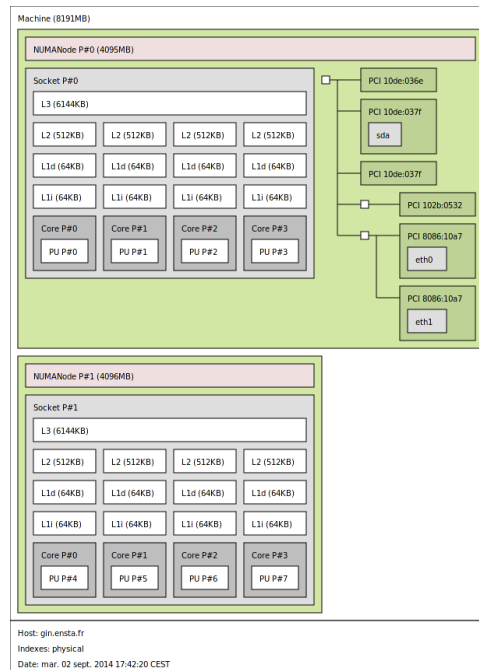 Machine (8191MB)
NUMANode P#0 (4095MB)
Socket P#0
L3 (6144KB)
L2 (512KB) L2 (512KB) L2 (512KB) L2 (512KB)
L1d (64KB) L1d (64KB) L1d (64KB) L1d (64KB)
L1i (64KB) L1i (64KB) L1i (64KB) L1i (64KB)
Core P#0 Core P#1 Core P#2 Core P#3
PU P#0 PU P#1 PU P#2 PU P#3
PCI 10de:036e
PCI 10de:037f
sda
PCI 10de:037f
PCI 102b:0532
PCI 8086:10a7
eth0
PCI 8086:10a7
eth1
NUMANode P#1 (4096MB)
Socket P#1
L3 (6144KB)
L2 (512KB) L2 (512KB) L2 (512KB) L2 (512KB)
L1d (64KB) L1d (64KB) L1d (64KB) L1d (64KB)
L1i (64KB) L1i (64KB) L1i (64KB) L1i (64KB)
Core P#0 Core P#1 Core P#2 Core P#3
PU P#4 PU P#5 PU P#6 PU P#7
Host: gin.ensta.fr
Indexes: physical
Date: mar. 02 sept. 2014 17:42:20 CEST